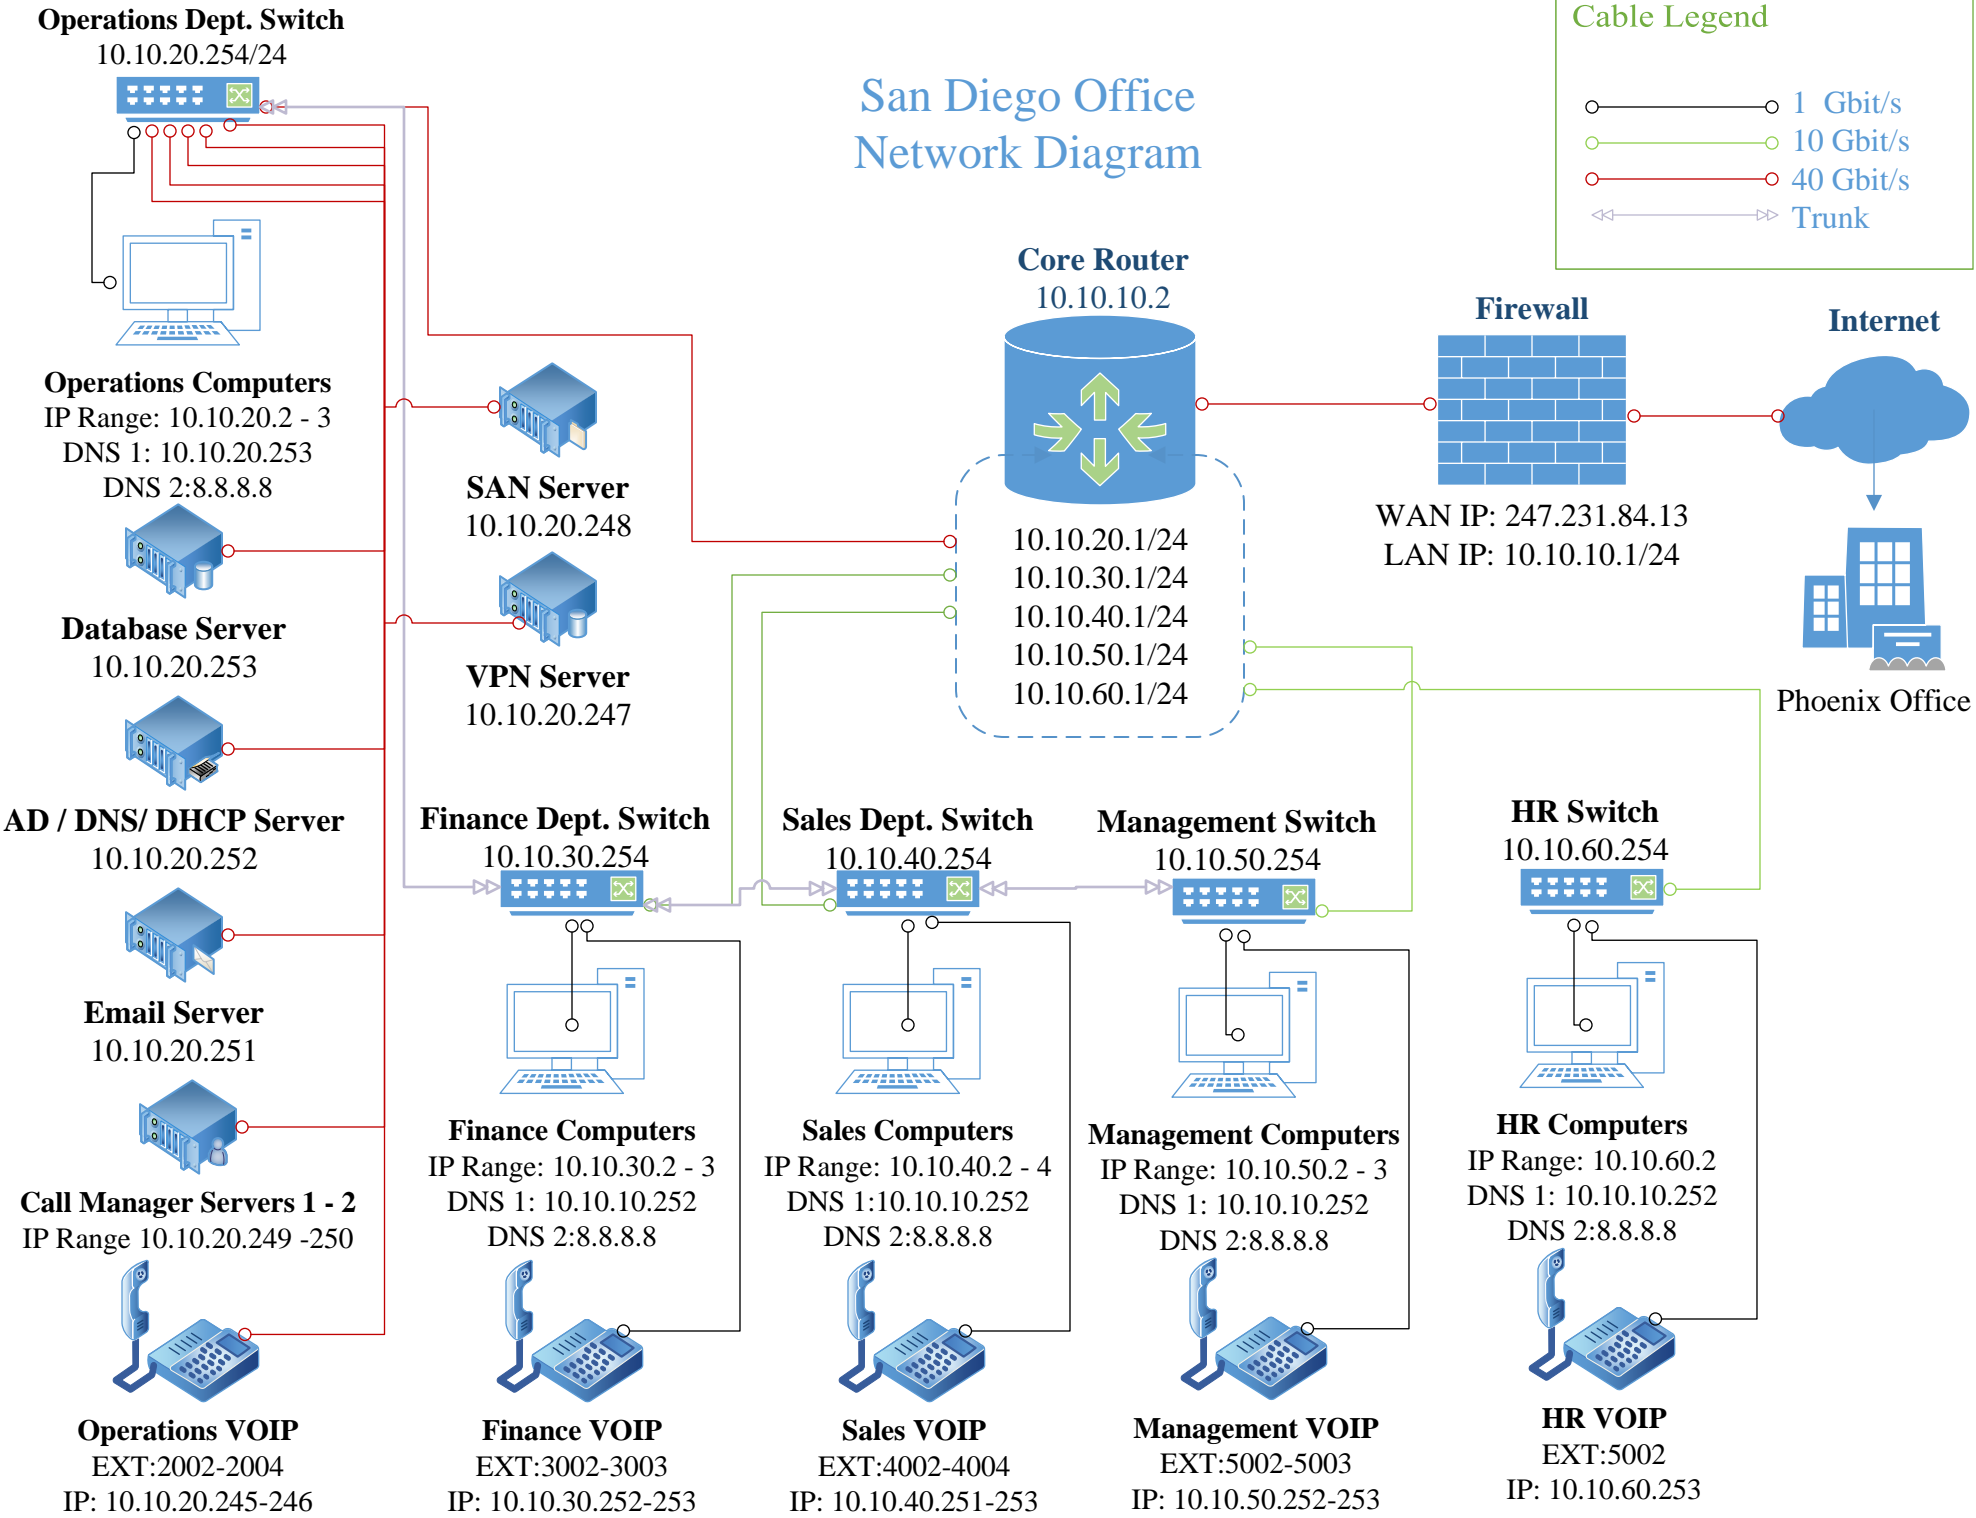 Operations Dept. Switch
10.10.20.254/24
San Diego Office
Network Diagram
Cable Legend
1 Gbit/s
10 Gbit/s
40 Gbit/s
Trunk
Core Router
10.10.10.2
Firewall
Internet
Operations Computers
IP Range: 10.10.20.2 - 3
DNS 1: 10.10.20.253
DNS 2:8.8.8.8
SAN Server
10.10.20.248
10.10.20.1/24
10.10.30.1/24
10.10.40.1/24
10.10.50.1/24
10.10.60.1/24
WAN IP: 247.231.84.13
LAN IP: 10.10.10.1/24
Database Server
10.10.20.253
VPN Server
10.10.20.247
Phoenix Office
AD / DNS/ DHCP Server
10.10.20.252
Finance Dept. Switch
10.10.30.254
Sales Dept. Switch
10.10.40.254
Management Switch
10.10.50.254
HR Switch
10.10.60.254
Email Server
10.10.20.251
Call Manager Servers 1 - 2
IP Range 10.10.20.249 -250
Finance Computers
IP Range: 10.10.30.2 - 3
DNS 1: 10.10.10.252
DNS 2:8.8.8.8
Sales Computers
IP Range: 10.10.40.2 - 4
DNS 1:10.10.10.252
DNS 2:8.8.8.8
Management Computers
IP Range: 10.10.50.2 - 3
DNS 1: 10.10.10.252
DNS 2:8.8.8.8
HR Computers
IP Range: 10.10.60.2
DNS 1: 10.10.10.252
DNS 2:8.8.8.8
Operations VOIP
EXT:2002-2004
IP: 10.10.20.245-246
Finance VOIP
EXT:3002-3003
IP: 10.10.30.252-253
Sales VOIP
EXT:4002-4004
IP: 10.10.40.251-253
Management VOIP
EXT:5002-5003
IP: 10.10.50.252-253
HR VOIP
EXT:5002
IP: 10.10.60.253